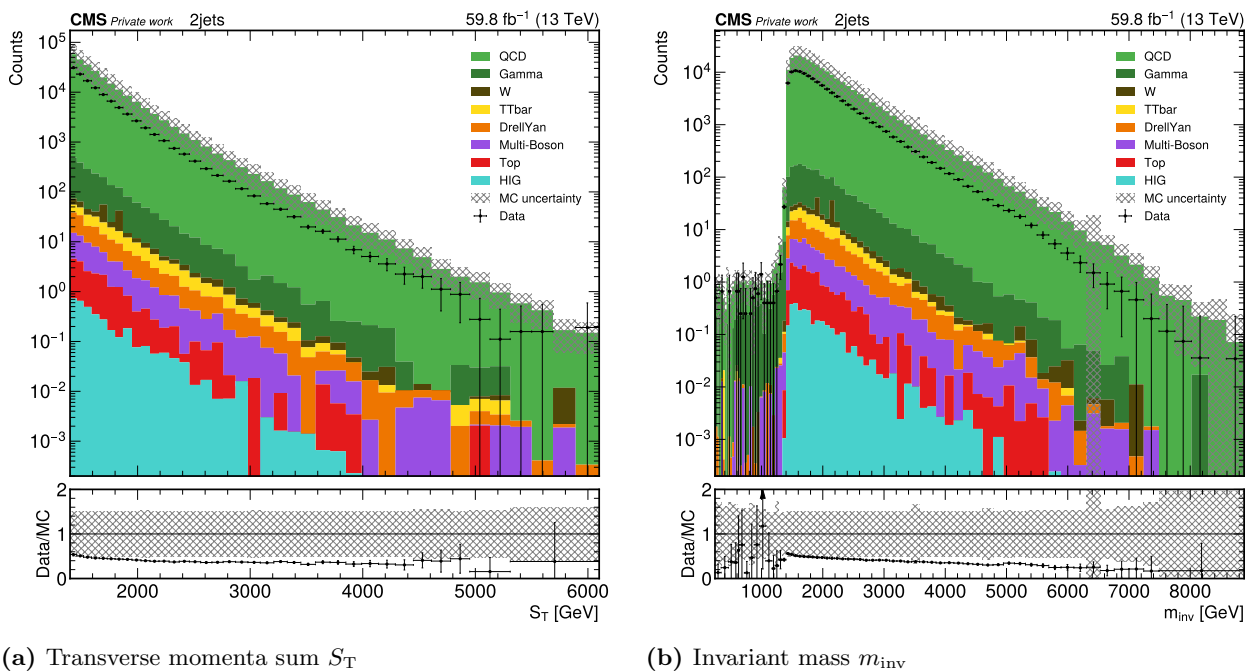 CMS Private work 2jets 59.8 fb⁻¹ (13 TeV)
Counts
10⁵
10⁴
10³
10²
10¹
10⁰
10⁻¹
10⁻²
10⁻³
QCD
Gamma
W
TTbar
DrellYan
Multi-Boson
Top
HIG
MC uncertainty
Data
Data/MC
2
1
0
2000 3000 4000 5000 6000
S_T [GeV]
(a) Transverse momenta sum S_T
CMS Private work 2jets 59.8 fb⁻¹ (13 TeV)
Counts
10⁴
10³
10²
10¹
10⁰
10⁻¹
10⁻²
10⁻³
QCD
Gamma
W
TTbar
DrellYan
Multi-Boson
Top
HIG
MC uncertainty
Data
Data/MC
2
1
0
1000 2000 3000 4000 5000 6000 7000 8000
m_inv [GeV]
(b) Invariant mass m_inv